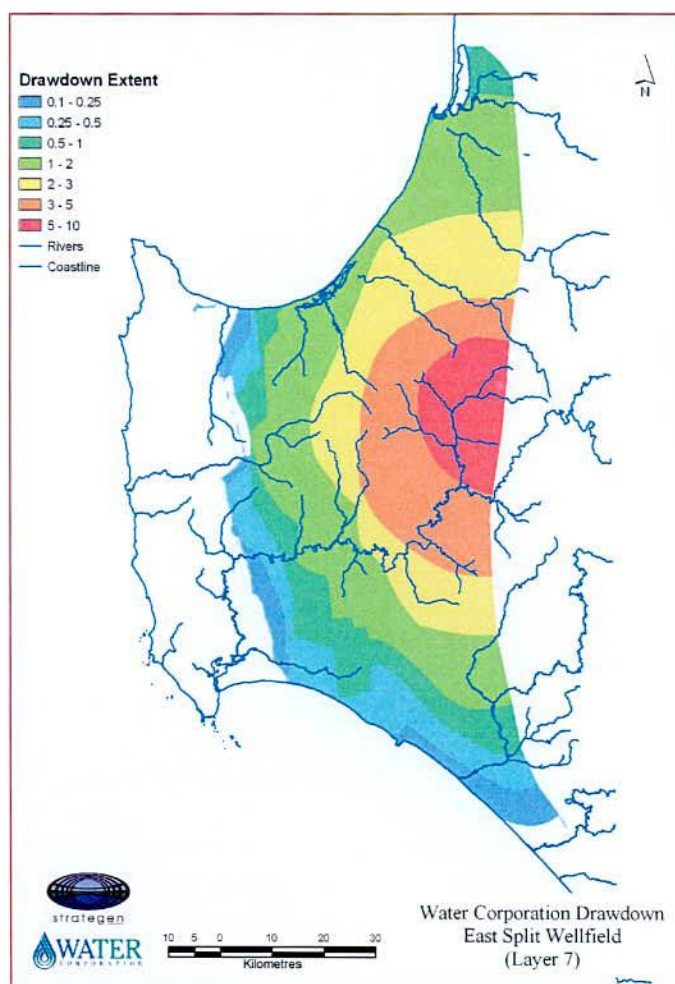 Drawdown Extent
0.1 - 0.25
0.25 - 0.5
0.5 - 1
1 - 2
2 - 3
3 - 5
5 - 10
Rivers
Coastline
N
strategen
WATER
CORPORATION
10 5 0 10 20 30
Kilometres
Water Corporation Drawdown
East Split Wellfield
(Layer 7)